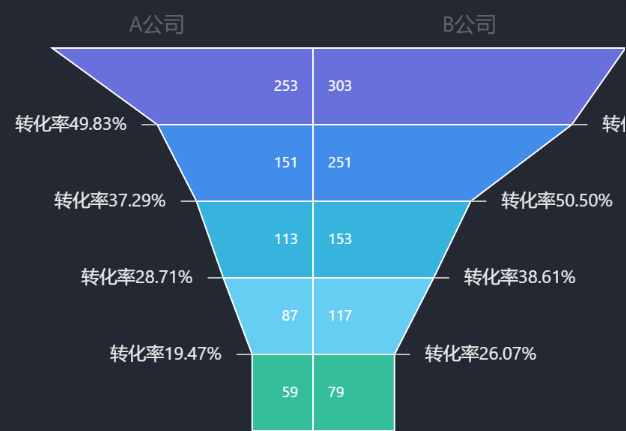 A公司 B公司
253 303
转化率49.83% 转化
151 251
转化率37.29% 转化率50.50%
113 153
转化率28.71% 转化率38.61%
87 117
转化率19.47% 转化率26.07%
59 79